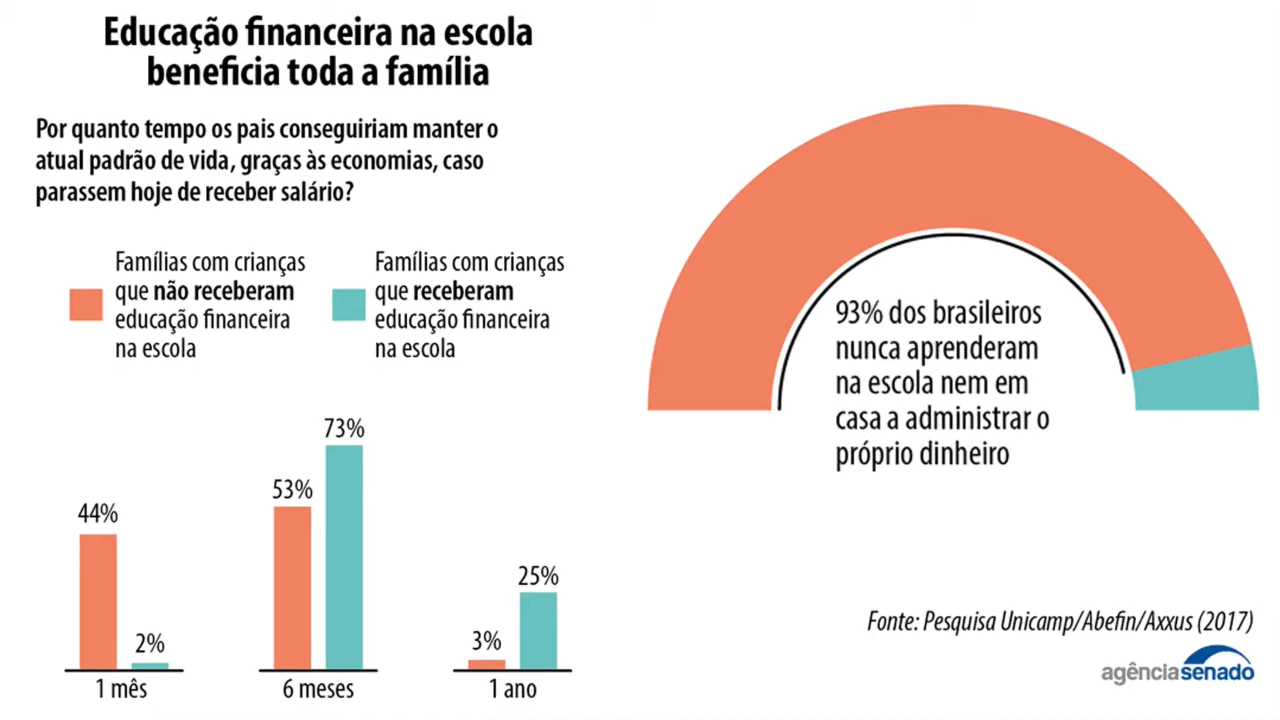 Educação financeira na escola
beneficia toda a família
Por quanto tempo os pais conseguiriam manter o
atual padrão de vida, graças às economias, caso
parassem hoje de receber salário?
Famílias com crianças
que não receberam
educação financeira
na escola
Famílias com crianças
que receberam
educação financeira
na escola
44%
2%
1 mês
53%
73%
6 meses
3%
25%
1 ano
93% dos brasileiros
nunca aprenderam
na escola nem em
casa a administrar o
próprio dinheiro
Fonte: Pesquisa Unicamp/Abefin/Axxus (2017)
agênciasenado